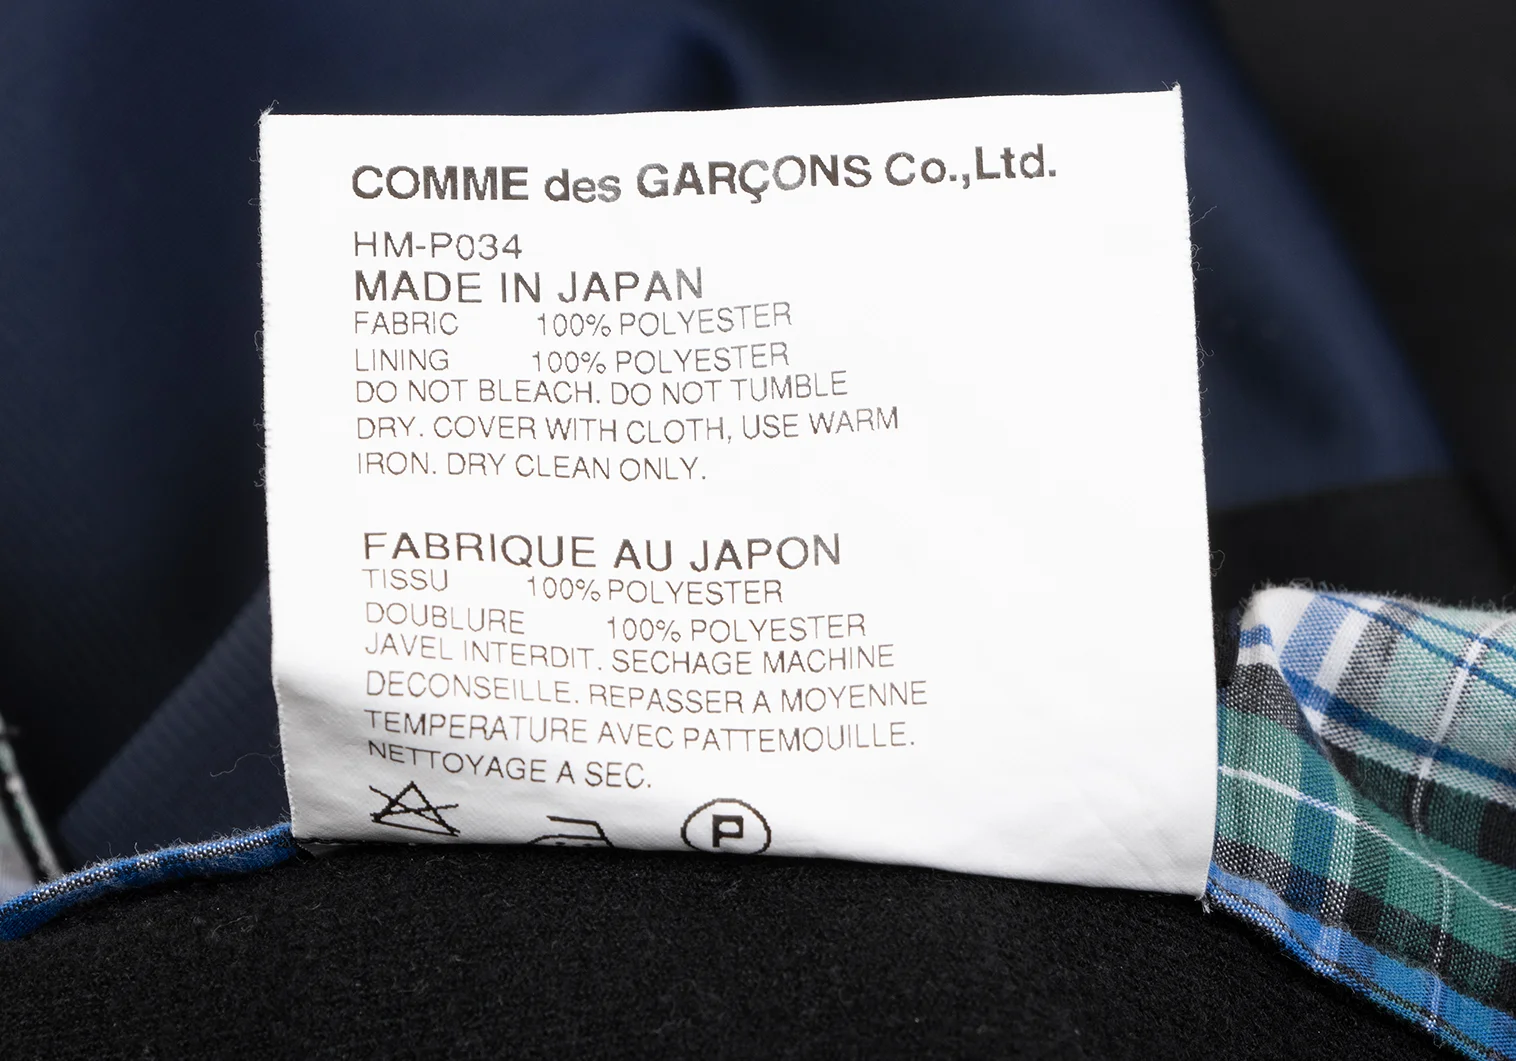 COMME des GARÇONS Co.,Ltd.
HM-P034
MADE IN JAPAN
FABRIC 100% POLYESTER
LINING 100% POLYESTER
DO NOT BLEACH. DO NOT TUMBLE
DRY. COVER WITH CLOTH, USE WARM
IRON. DRY CLEAN ONLY.
FABRIQUE AU JAPON
TISSU 100% POLYESTER
DOUBLURE 100% POLYESTER
JAVEL INTERDIT. SECHAGE MACHINE
DECONSEILLE. REPASSER A MOYENNE
TEMPERATURE AVEC PATTEMOUILLE.
NETTOYAGE A SEC.
P